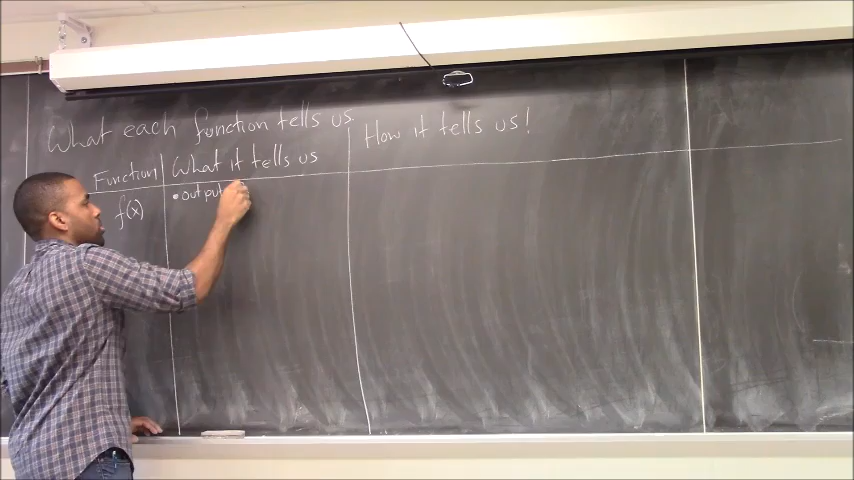 What each function tells us
Function
What it tells us
How it tells us!
f(x)
•output